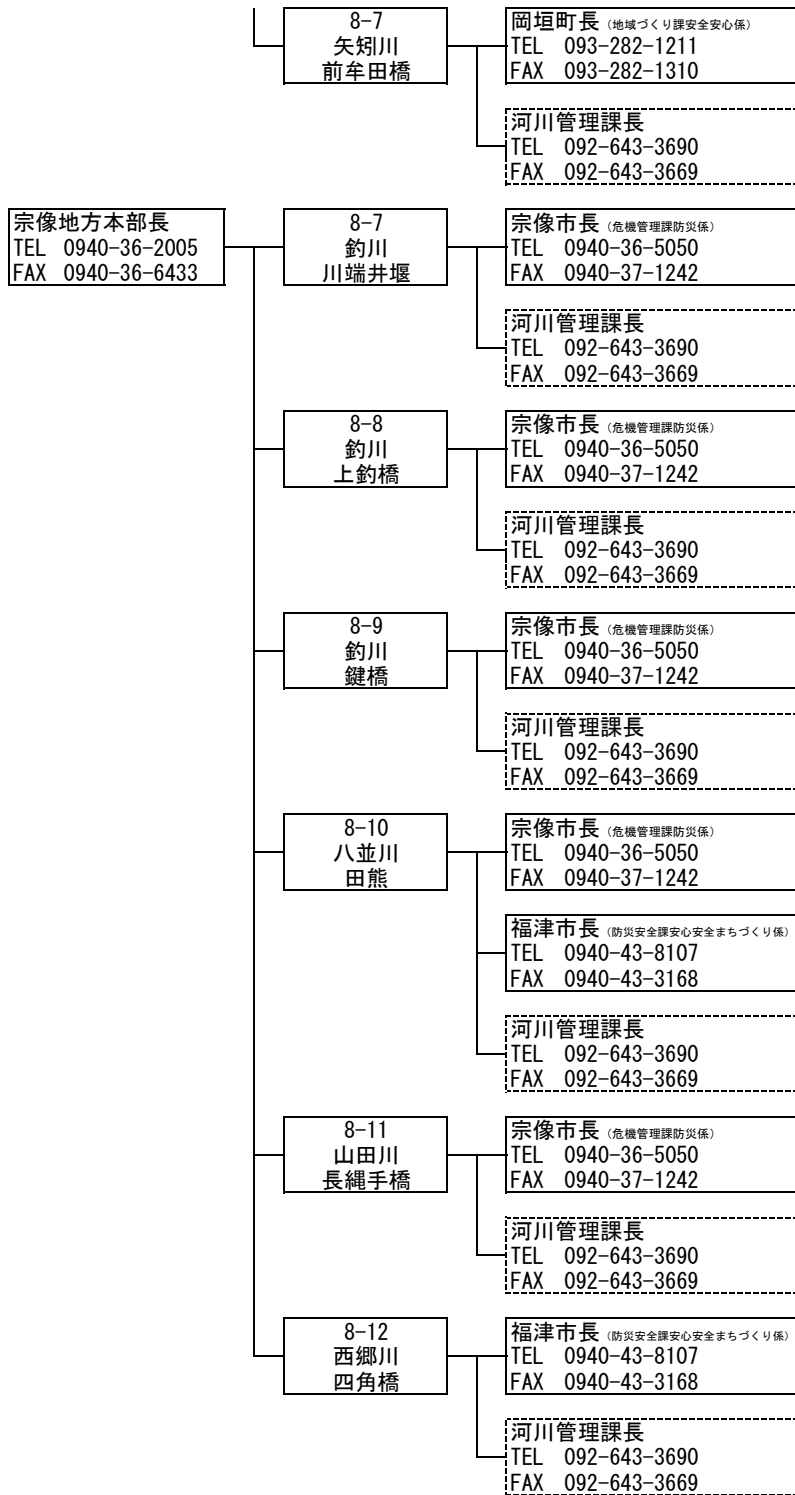 8-7
矢矧川
前牟田橋
岡垣町長 (地域づくり課安全安心係)
TEL 093-282-1211
FAX 093-282-1310
河川管理課長
TEL 092-643-3690
FAX 092-643-3669
宗像地方本部長
TEL 0940-36-2005
FAX 0940-36-6433
8-7
釣川
川端井堰
宗像市長 (危機管理課防災係)
TEL 0940-36-5050
FAX 0940-37-1242
河川管理課長
TEL 092-643-3690
FAX 092-643-3669
8-8
釣川
上釣橋
宗像市長 (危機管理課防災係)
TEL 0940-36-5050
FAX 0940-37-1242
河川管理課長
TEL 092-643-3690
FAX 092-643-3669
8-9
釣川
鍵橋
宗像市長 (危機管理課防災係)
TEL 0940-36-5050
FAX 0940-37-1242
河川管理課長
TEL 092-643-3690
FAX 092-643-3669
8-10
八並川
田熊
宗像市長 (危機管理課防災係)
TEL 0940-36-5050
FAX 0940-37-1242
福津市長 (防災安全課安心安全まちづくり係)
TEL 0940-43-8107
FAX 0940-43-3168
河川管理課長
TEL 092-643-3690
FAX 092-643-3669
8-11
山田川
長縄手橋
宗像市長 (危機管理課防災係)
TEL 0940-36-5050
FAX 0940-37-1242
河川管理課長
TEL 092-643-3690
FAX 092-643-3669
8-12
西郷川
四角橋
福津市長 (防災安全課安心安全まちづくり係)
TEL 0940-43-8107
FAX 0940-43-3168
河川管理課長
TEL 092-643-3690
FAX 092-643-3669